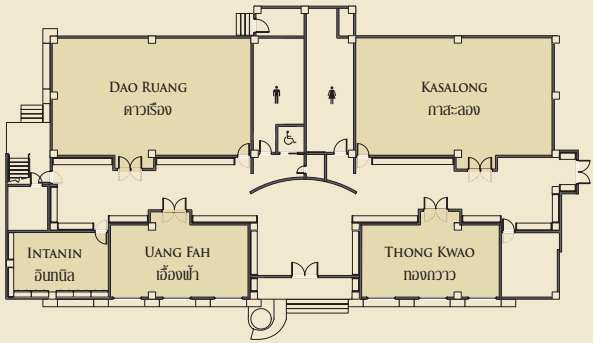 DAO RUANG
ดาวเรือง
KASALONG
กาสะลอง
INTANIN
อินทนิล
UANG FAH
เอื้องฟ้า
THONG KWAO
ทองกวาว